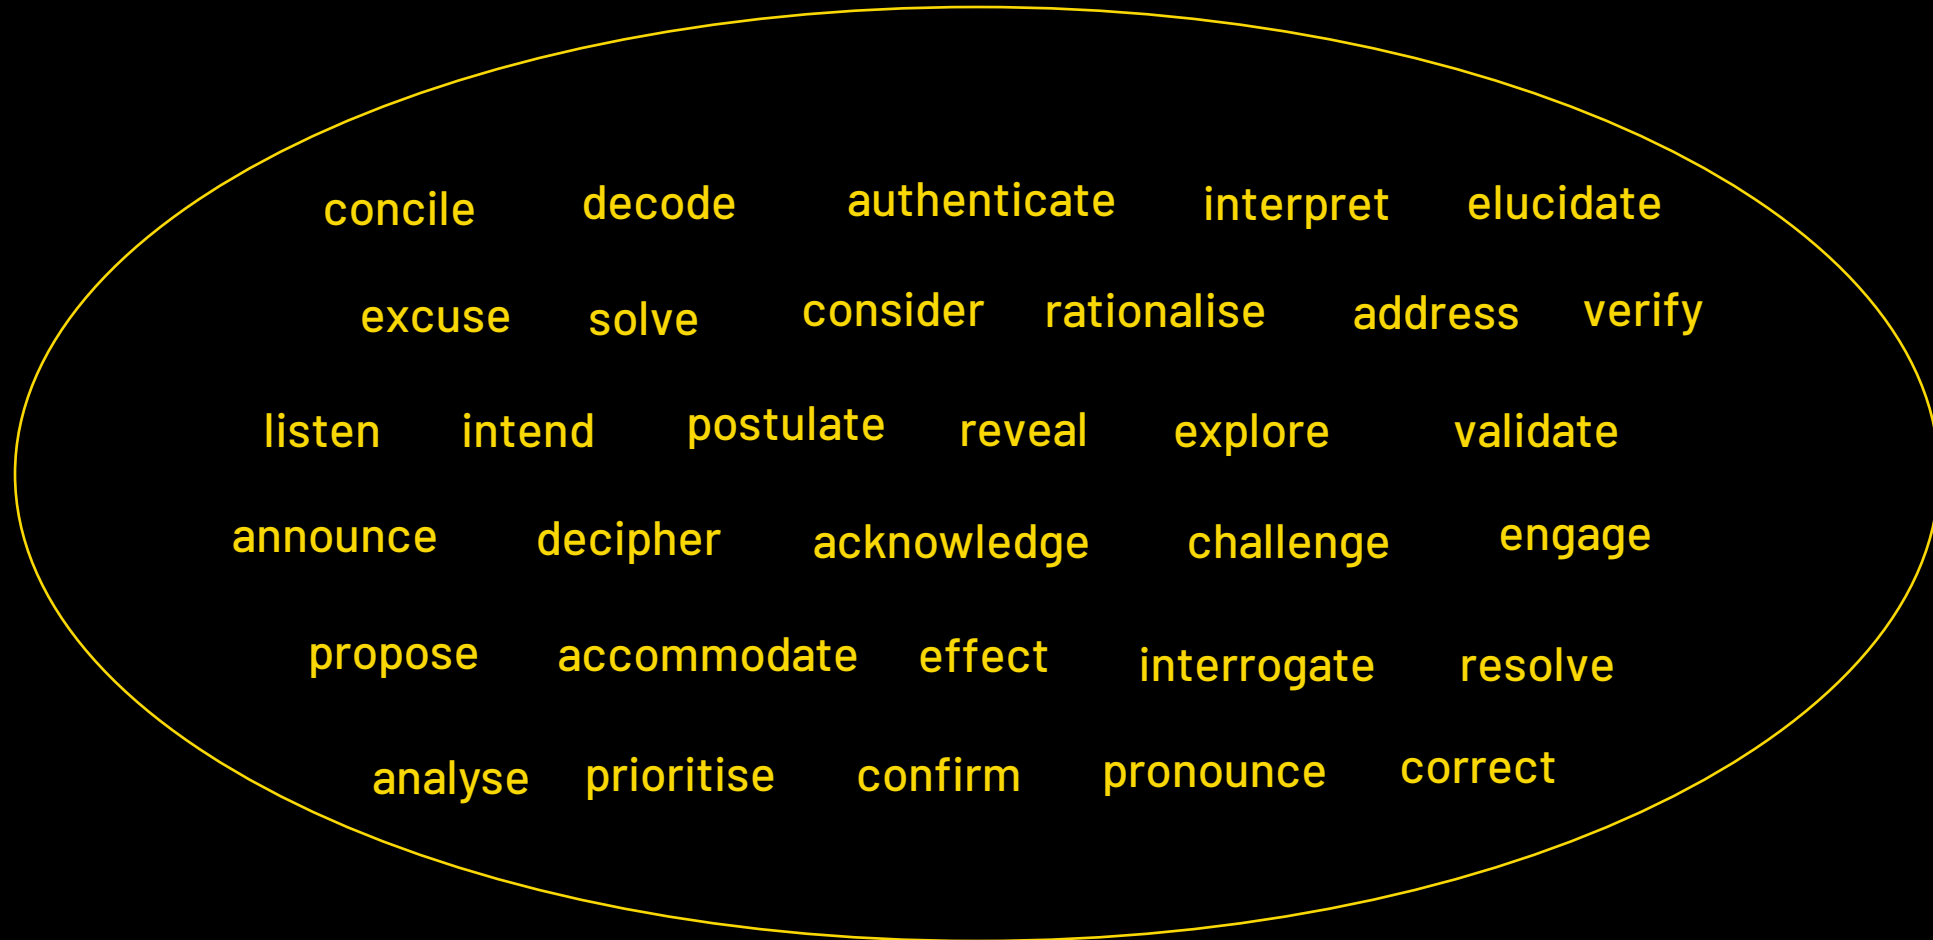 concile decode authenticate interpret elucidate
excuse solve consider rationalise address verify
listen intend postulate reveal explore validate
announce decipher acknowledge challenge engage
propose accommodate effect interrogate resolve
analyse prioritise confirm pronounce correct